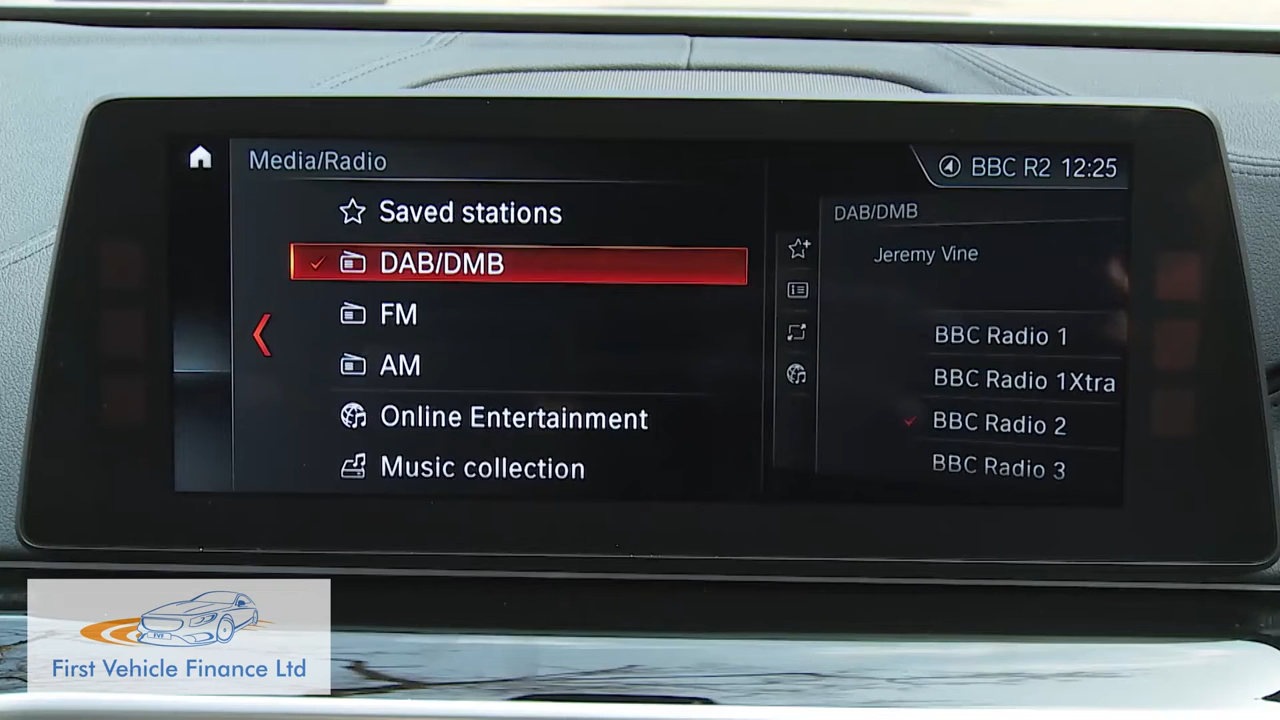 Media/Radio
BBC R2 12:25
Saved stations
DAB/DMB
FM
AM
Online Entertainment
Music collection
DAB/DMB
Jeremy Vine
BBC Radio 1
BBC Radio 1Xtra
BBC Radio 2
BBC Radio 3
FVF
First Vehicle Finance Ltd